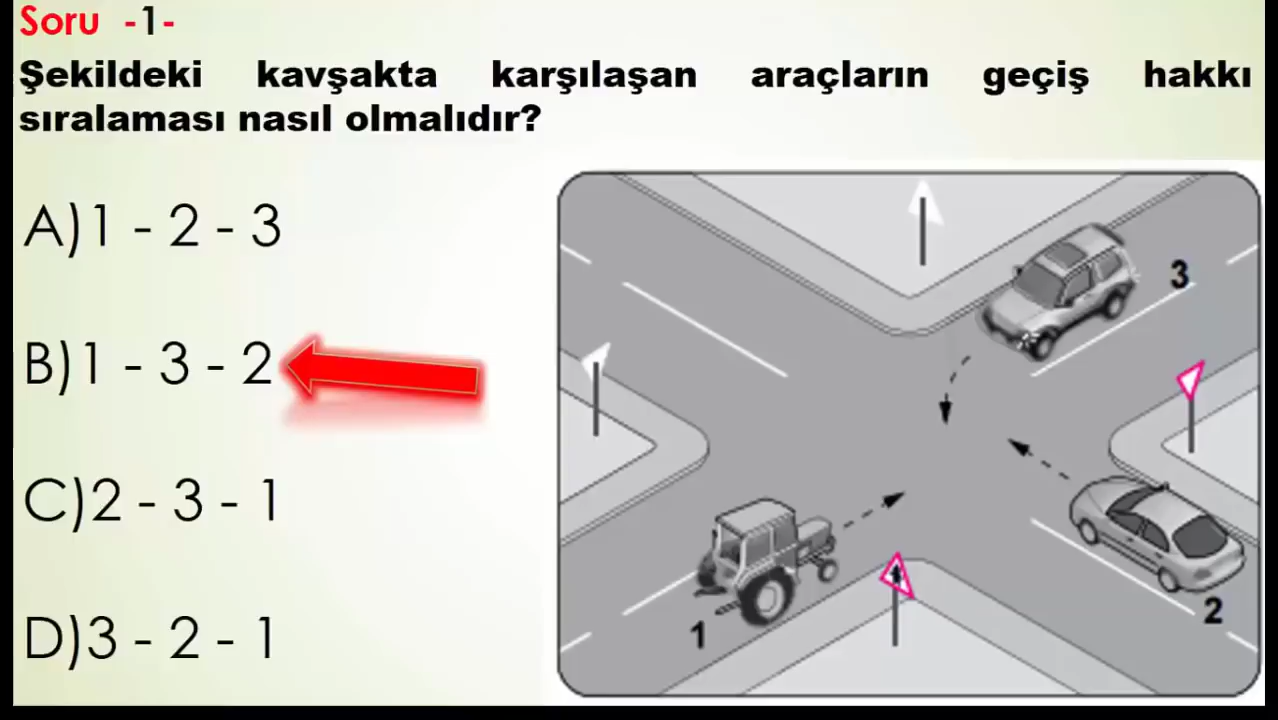 Soru -1-
Şekildeki kavşakta karşılaşan araçların geçiş hakkı
sıralaması nasıl olmalıdır?
A)1 - 2 - 3
B)1 - 3 - 2
C)2 - 3 - 1
D)3 - 2 - 1
3
2
1